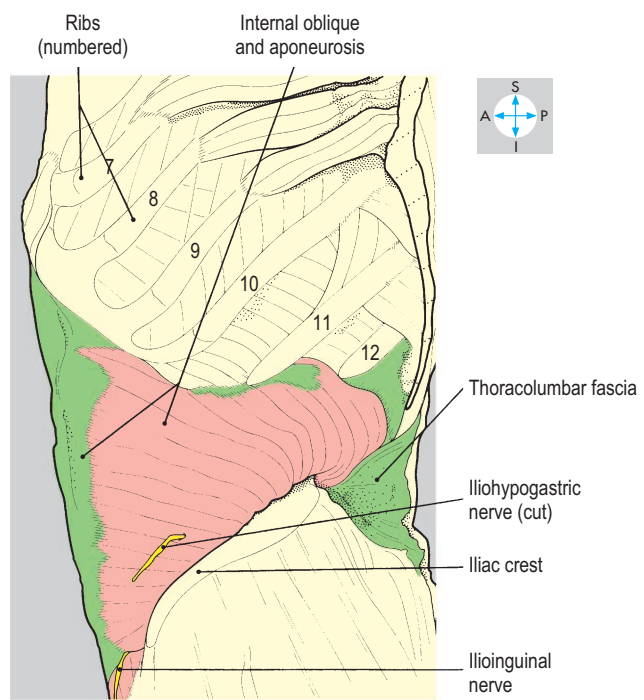 Ribs
(numbered)
Internal oblique
and aponeurosis
S
A
P
I
7
8
9
10
11
12
Thoracolumbar fascia
Iliohypogastric
nerve (cut)
Iliac crest
Ilioinguinal
nerve